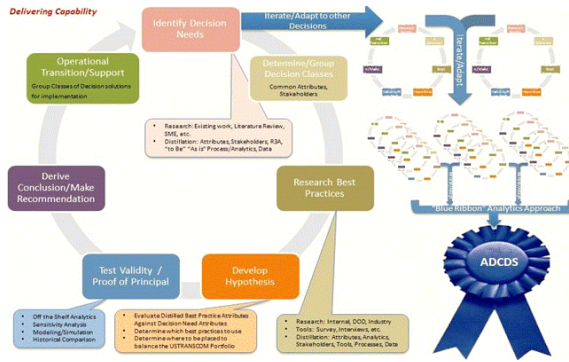 Delivering Capability
Identify Decision
Needs
Iterate/Adapt to other
Decisions
Iterate/Adapt
Operational
Transition/Support
Group Classes of Decision solutions
for implementation
Determine/Group
Decision Classes
Common Attributes,
Stakeholders
• Research: Existing work, Literature Review,
SME, etc.
• Distillation: Attributes, Stakeholders, R3A,
"to Be" "As is" Process/Analytics, Data
Derive
Conclusion/Make
Recommendation
Research Best
Practices
"Blue Ribbon" Analytics Approach
ADCDS
Test Validity /
Proof of Principal
Develop
Hypothesis
• Off the Shelf Analytics
• Sensitivity Analysis
• Modeling/Simulation
• Historical Comparison
• Evaluate Distilled Best Practice Attributes
Against Decision Need Attributes
• Determine which best practices to use
• Determine where to be placed to
balance the USTRANSCOM Portfolio
• Research: Internal, DOD, Industry
• Tools: Survey, Interviews, etc.
• Distillation: Attributes, Analytics,
Stakeholders, Tools, Processes, Data